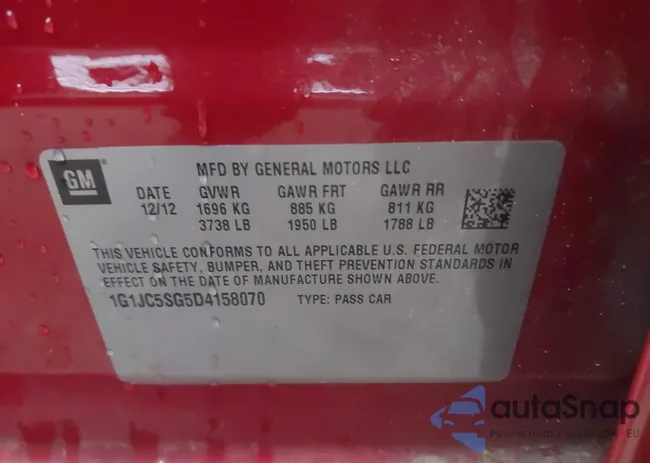 GM
MFD BY GENERAL MOTORS LLC
DATE GVWR GAWR FRT GAWR RR
12/12 1696 KG 885 KG 811 KG
3738 LB 1950 LB 1788 LB
THIS VEHICLE CONFORMS TO ALL APPLICABLE U.S. FEDERAL MOTOR
VEHICLE SAFETY, BUMPER, AND THEFT PREVENTION STANDARDS IN
EFFECT ON THE DATE OF MANUFACTURE SHOWN ABOVE.
1G1JC5SG5D4158070 TYPE: PASS CAR
autoSnap